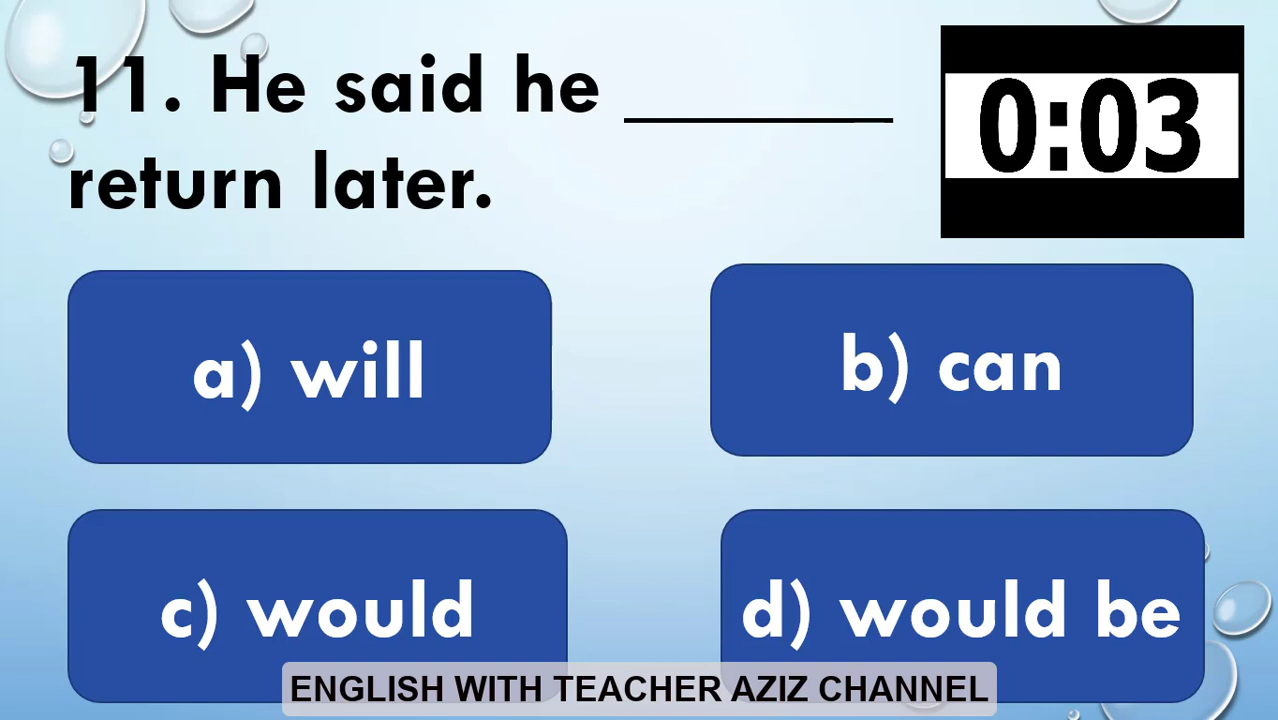 11. He said he ________
0:03
return later.
a) will
b) can
c) would
d) would be
ENGLISH WITH TEACHER AZIZ CHANNEL